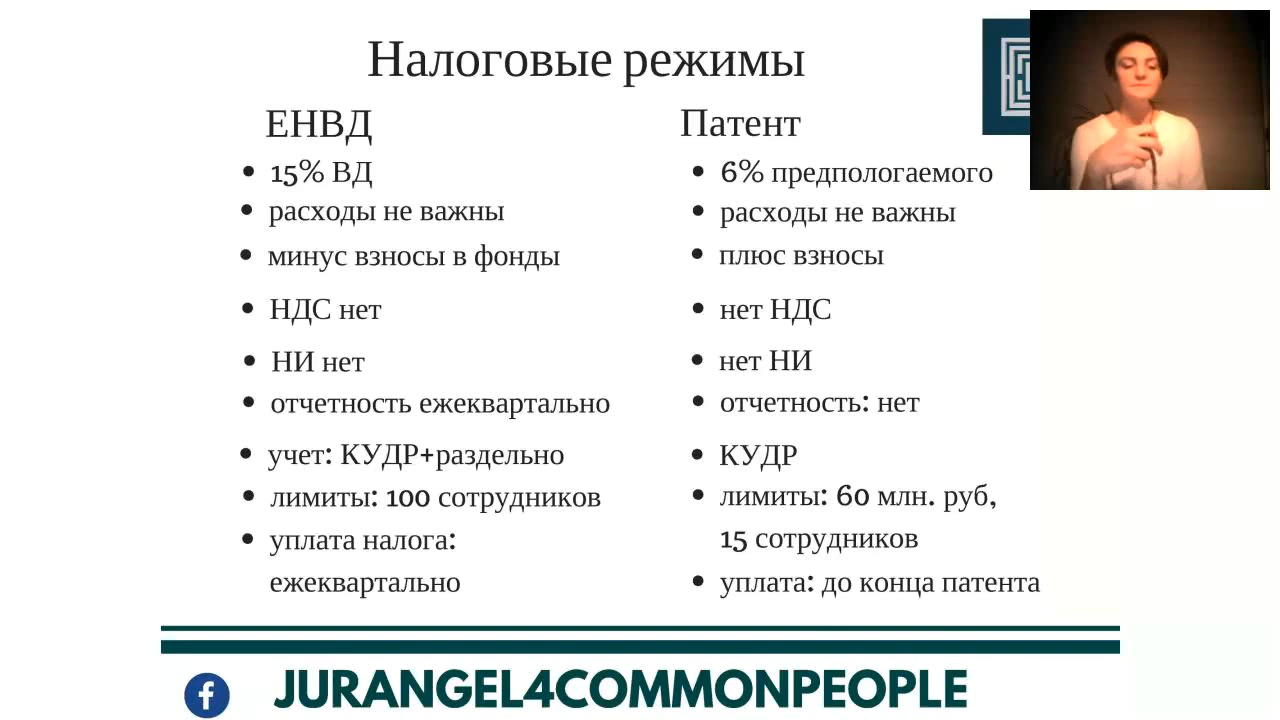 Налоговые режимы
ЕНВД
• 15% ВД
• расходы не важны
• минус взносы в фонды
• НДС нет
• НИ нет
• отчетность ежеквартально
• учет: КУДР+раздельно
• лимиты: 100 сотрудников
• уплата налога:
ежеквартально
Патент
• 6% предпологаемого
• расходы не важны
• плюс взносы
• нет НДС
• нет НИ
• отчетность: нет
• КУДР
• лимиты: 60 млн. руб,
15 сотрудников
• уплата: до конца патента
JURANGEL4COMMONPEOPLE